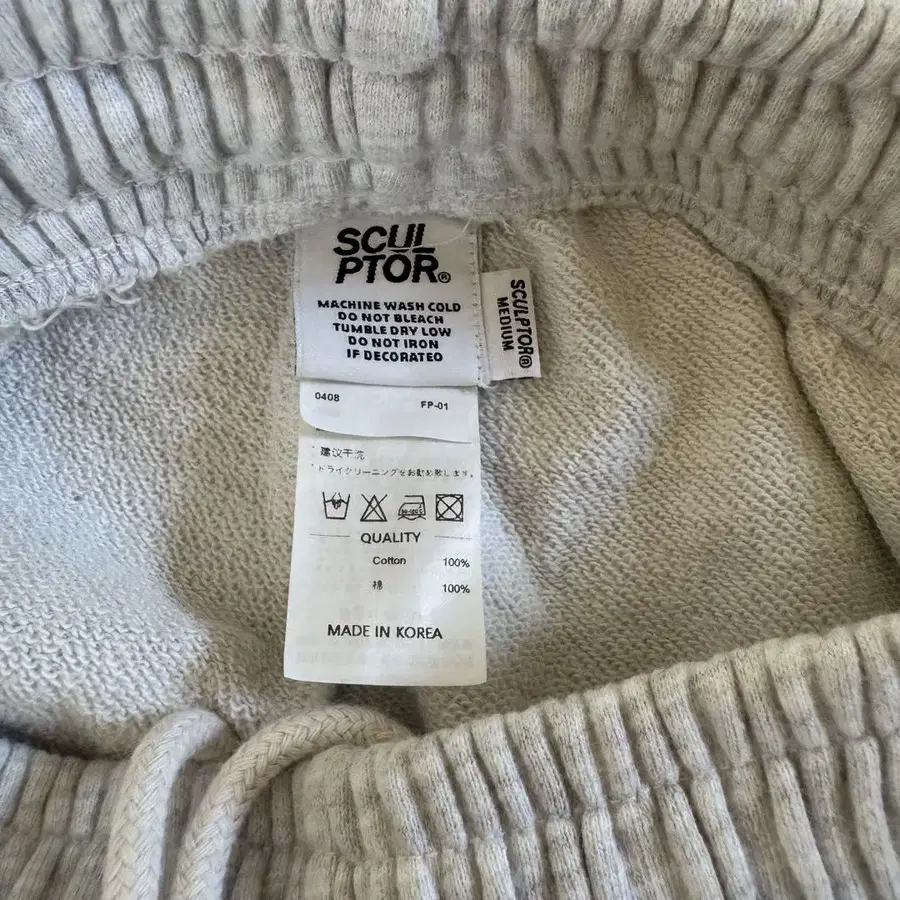 SCUL
PTOR®
MACHINE WASH COLD
DO NOT BLEACH
TUMBLE DRY LOW
DO NOT IRON
IF DECORATED
SCULPTOR®
MEDIUM
0408 FP-01
* 建议干洗
* ドライクリーニングをお勧め致します。
QUALITY
Cotton 100%
棉 100%
MADE IN KOREA